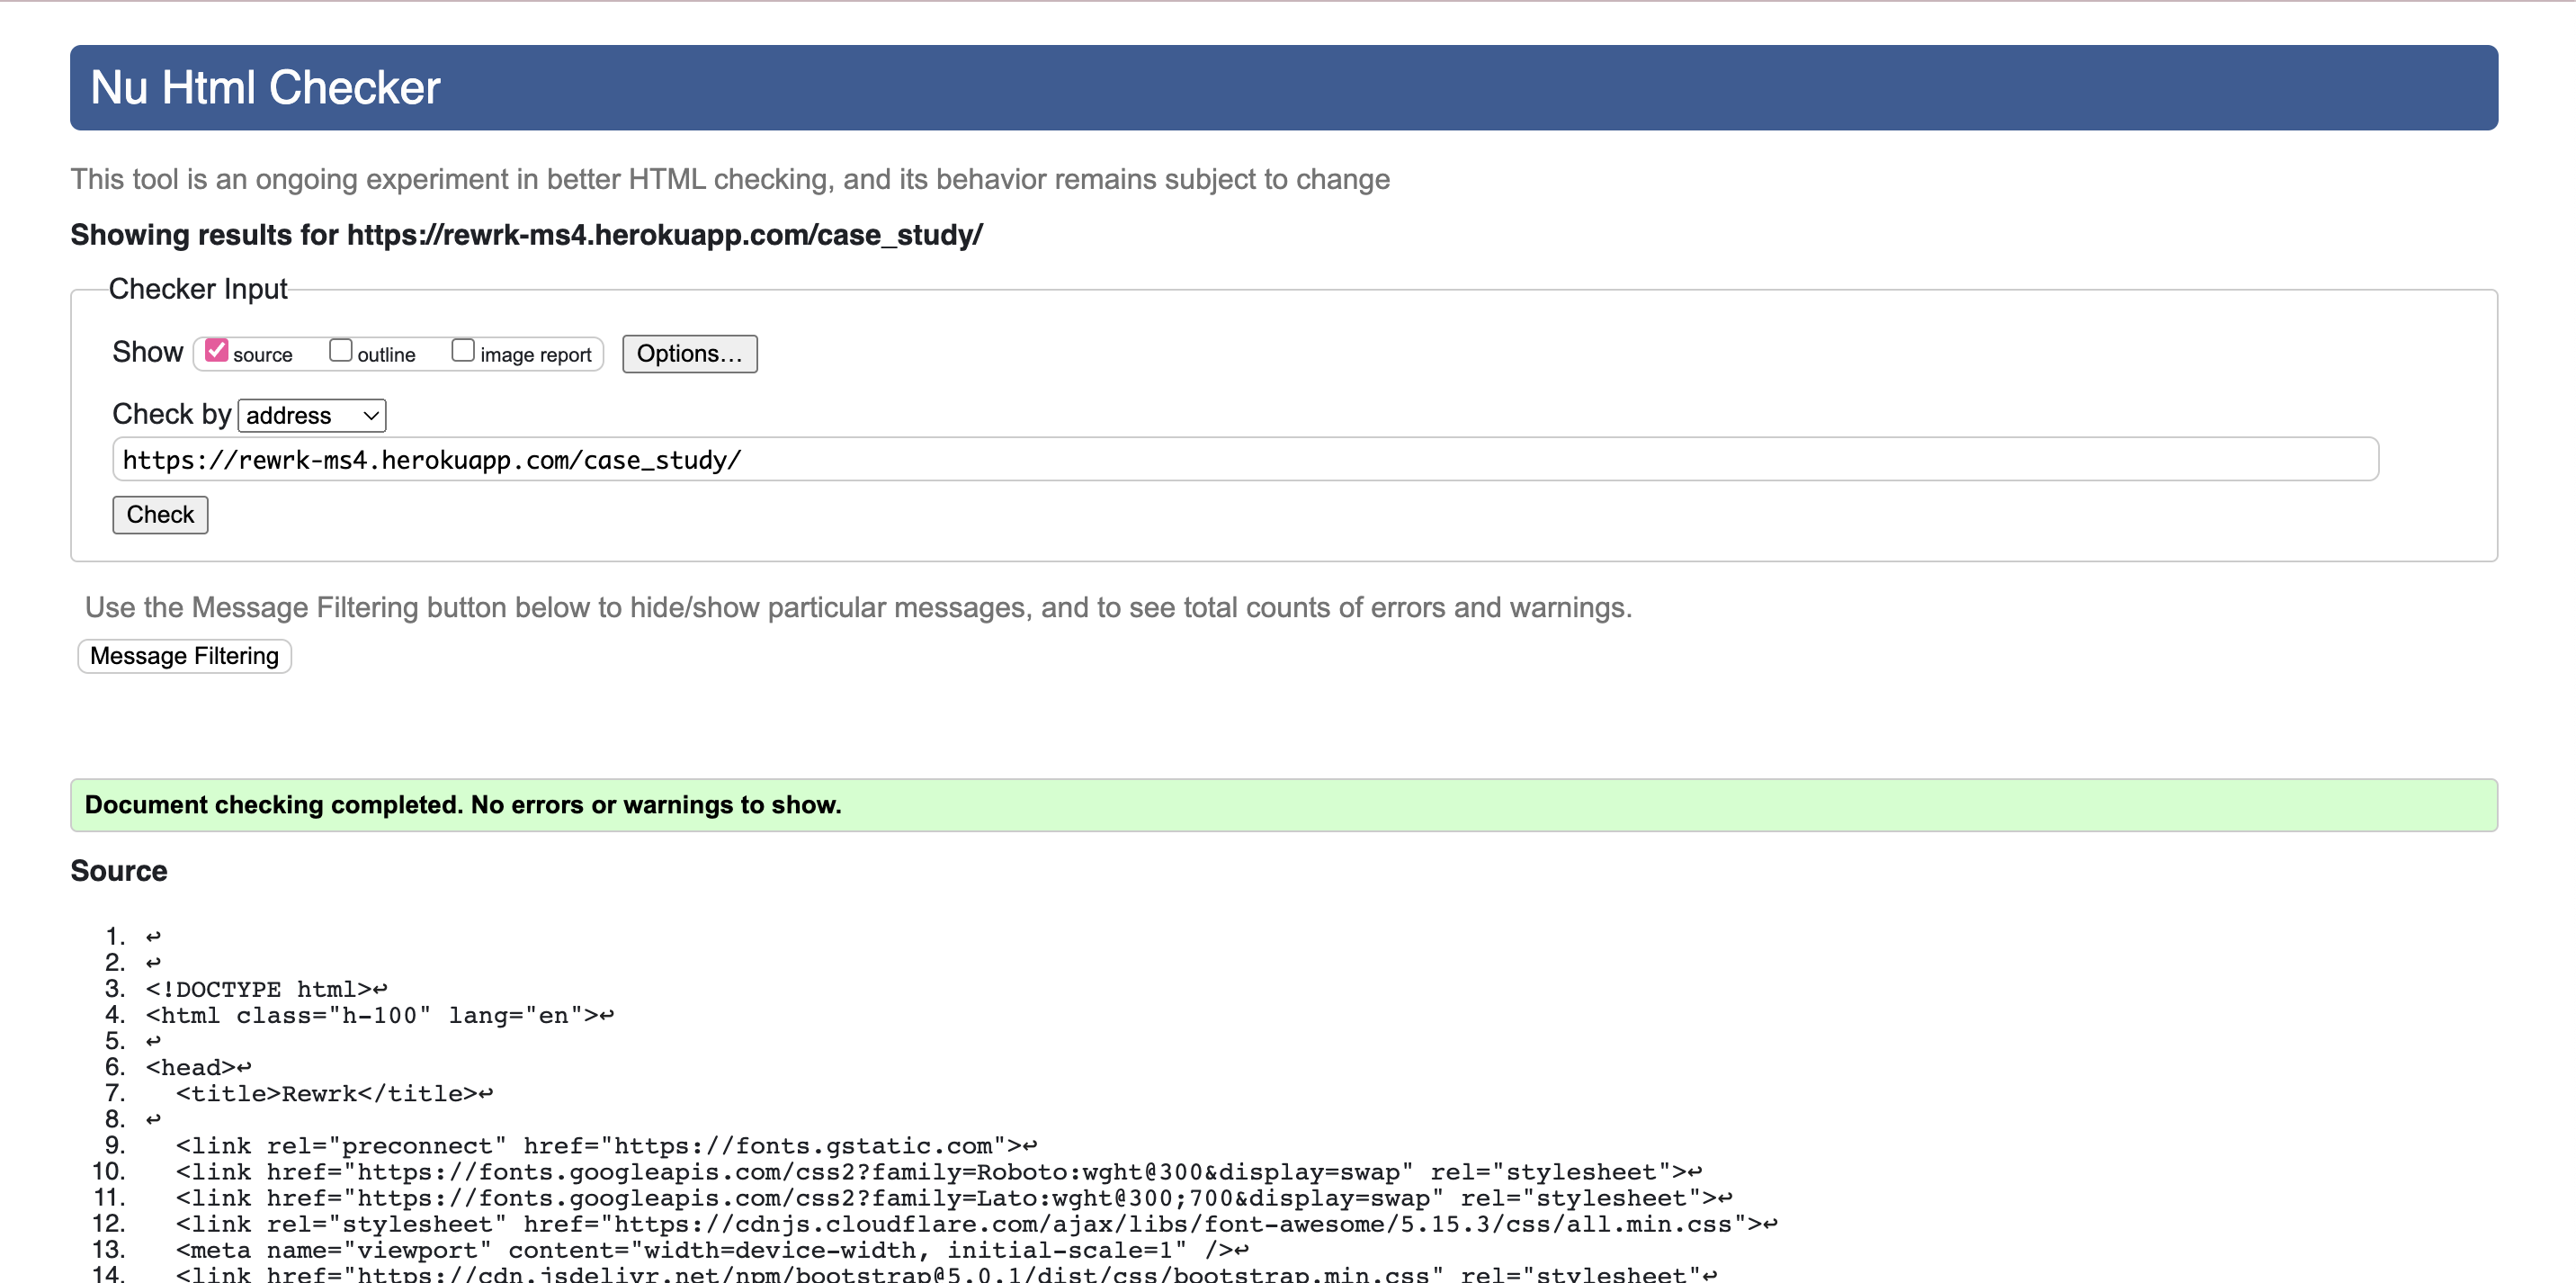 Nu Html Checker
This tool is an ongoing experiment in better HTML checking, and its behavior remains subject to change
Showing results for https://rewrk-ms4.herokuapp.com/case_study/
Checker Input
Show source outline image report Options...
Check by address
https://rewrk-ms4.herokuapp.com/case_study/
Check
Use the Message Filtering button below to hide/show particular messages, and to see total counts of errors and warnings.
Message Filtering
Document checking completed. No errors or warnings to show.
Source
1. ↩
2. ↩
3. <!DOCTYPE html>↩
4. <html class="h-100" lang="en">↩
5. ↩
6. <head>↩
7. <title>Rewrk</title>↩
8. ↩
9. <link rel="preconnect" href="https://fonts.gstatic.com">↩
10. <link href="https://fonts.googleapis.com/css2?family=Roboto:wght@300&display=swap" rel="stylesheet">↩
11. <link href="https://fonts.googleapis.com/css2?family=Lato:wght@300;700&display=swap" rel="stylesheet">↩
12. <link rel="stylesheet" href="https://cdnjs.cloudflare.com/ajax/libs/font-awesome/5.15.3/css/all.min.css">↩
13. <meta name="viewport" content="width=device-width, initial-scale=1" />↩
14. <link href="https://cdn.jsdelivr.net/npm/bootstrap@5.0.1/dist/css/bootstrap.min.css" rel="stylesheet"↩